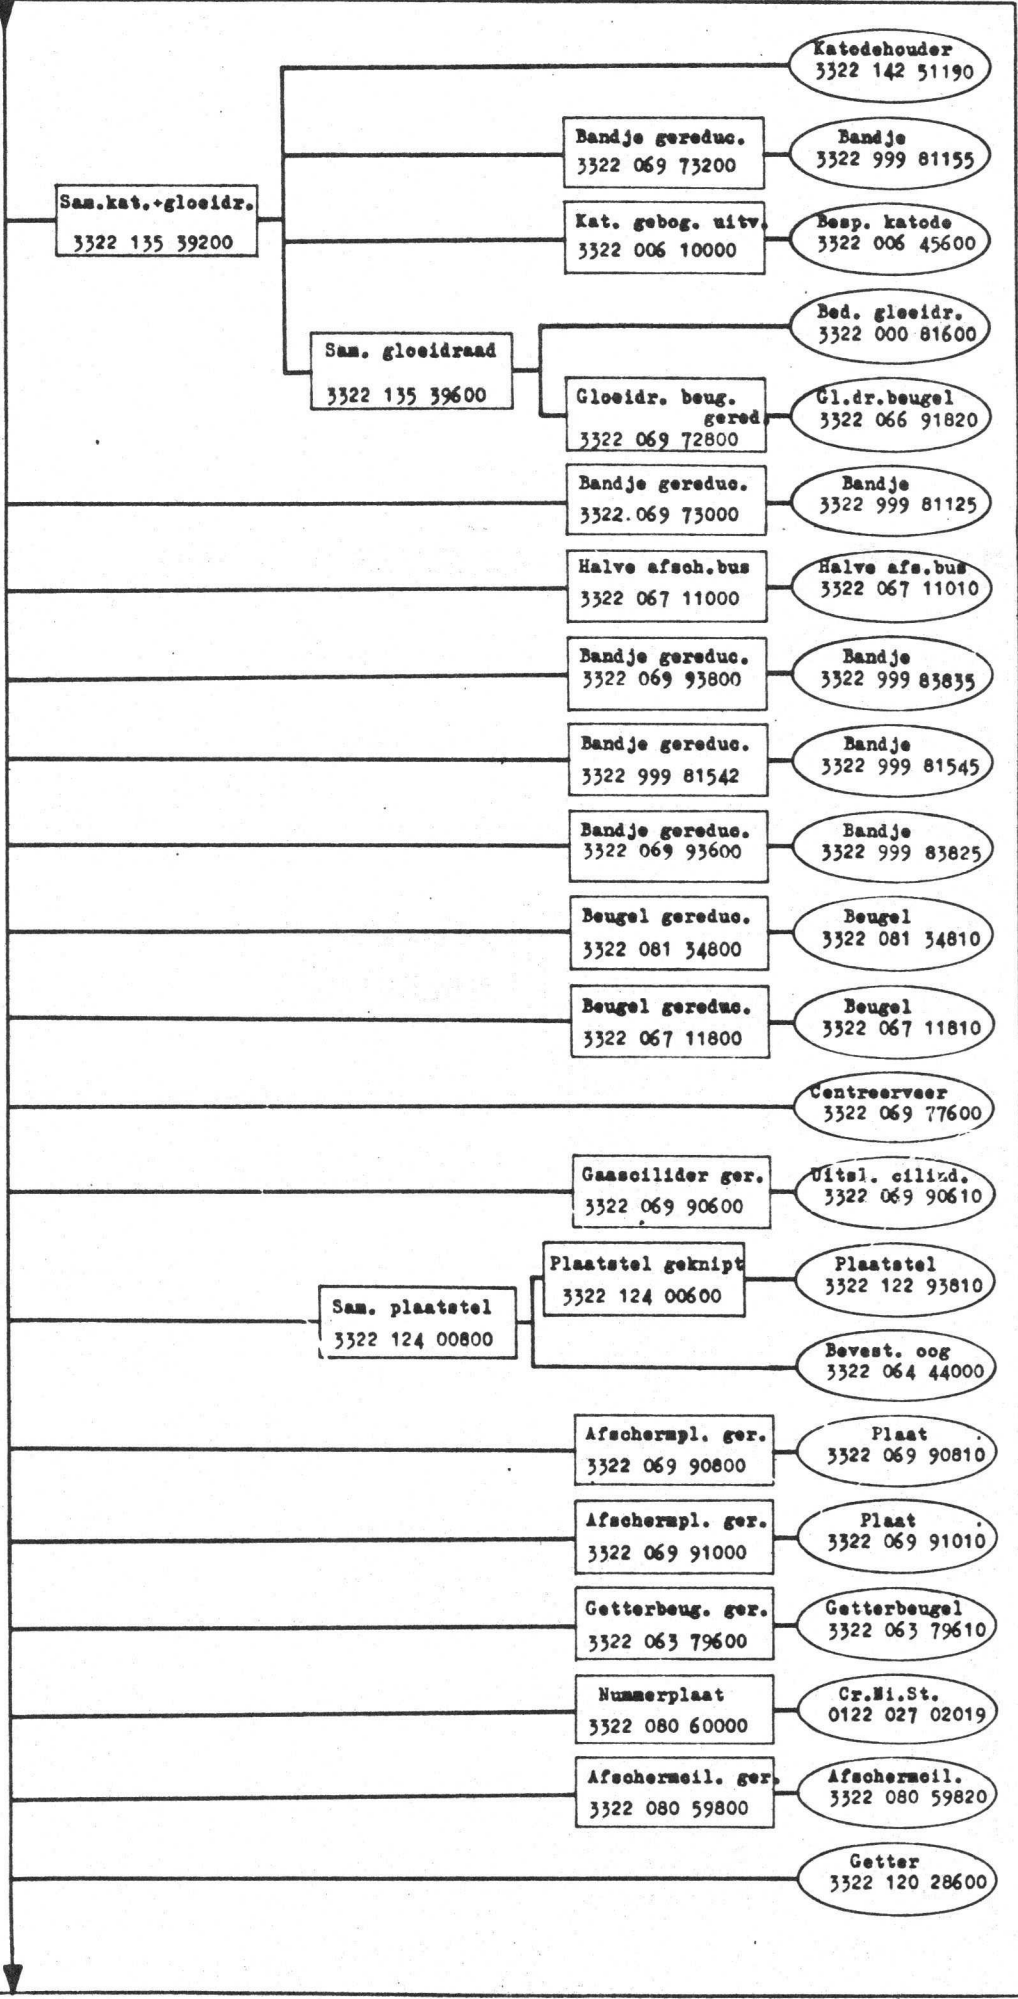 Katodehouder
3322 142 51190
Bandje gereduc.
3322 069 73200
Bandje
3322 999 81155
Sam.kat.+gloeidr.
3322 135 39200
Kat. gebog. uitv.
3322 006 10000
Besp. katode
3322 006 45600
Bed. gloeidr.
3322 000 81600
Sam. gloeidraad
3322 135 39600
Gloeidr. beug.
gered.
3322 069 72800
Gl.dr.beugel
3322 066 91820
Bandje gereduc.
3322.069 73000
Bandje
3322 999 81125
Halve afsch.bus
3322 067 11000
Halve afs.bus
3322 067 11010
Bandje gereduc.
3322 069 93800
Bandje
3322 999 83835
Bandje gereduc.
3322 999 81542
Bandje
3322 999 81545
Bandje gereduc.
3322 069 93600
Bandje
3322 999 83825
Beugel gereduc.
3322 081 34800
Beugel
3322 081 34810
Beugel gereduc.
3322 067 11800
Beugel
3322 067 11810
Centreerveer
3322 069 77600
Gaascilider ger.
3322 069 90600
Uitsl. cilind.
3322 069 90610
Plaatstel geknipt
3322 124 00600
Plaatstel
3322 122 93810
Sam. plaatstel
3322 124 00800
Bevest. oog
3322 064 44000
Afschermpl. ger.
3322 069 90800
Plaat
3322 069 90810
Afschermpl. ger.
3322 069 91000
Plaat
3322 069 91010
Getterbeug. ger.
3322 063 79600
Getterbeugel
3322 063 79610
Nummerplaat
3322 080 60000
Cr.Ni.St.
0122 027 02019
Afschermcil. ger.
3322 080 59800
Afschermcil.
3322 080 59820
Getter
3322 120 28600